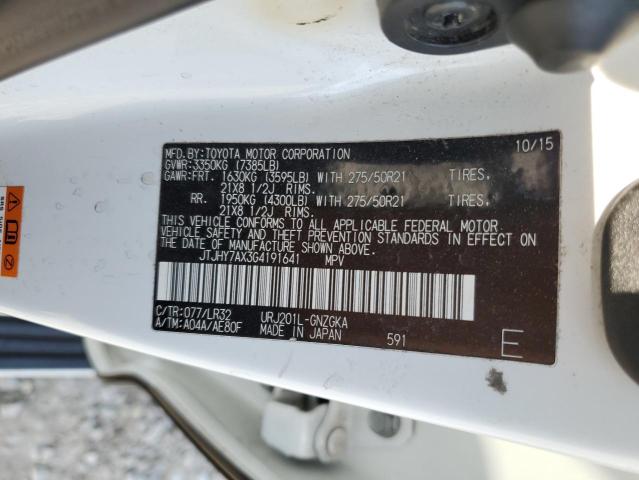 MFD.BY:TOYOTA MOTOR CORPORATION 10/15
GVWR:3350KG (7385LB)
GAWR:FRT. 1630KG (3595LB) WITH 275/50R21 TIRES,
21X8 1/2J RIMS.
RR. 1950KG (4300LB) WITH 275/50R21 TIRES,
21X8 1/2J RIMS.
THIS VEHICLE CONFORMS TO ALL APPLICABLE FEDERAL MOTOR
VEHICLE SAFETY AND THEFT PREVENTION STANDARDS IN EFFECT ON
THE DATE OF MANUFACTURE SHOWN ABOVE.
JTJHY7AX3G4191641 MPV
C/TR:077/LR32 URJ201L-GNZGKA
A/TM:A04A/AE80F MADE IN JAPAN 591 E